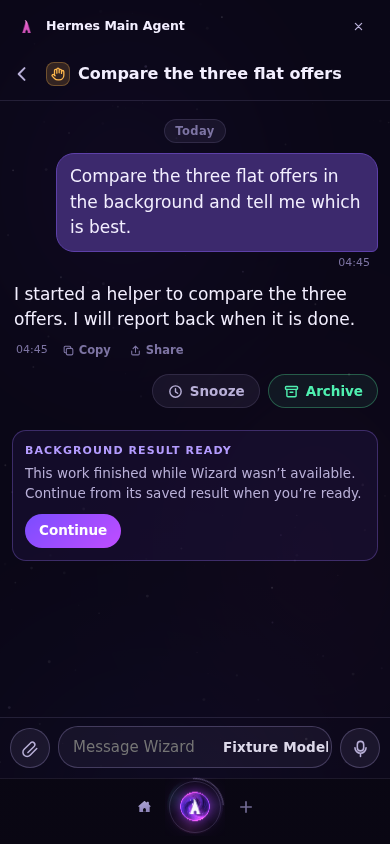 Hermes Main Agent
Compare the three flat offers
Today
Compare the three flat offers in
the background and tell me which
is best.
04:45
I started a helper to compare the three
offers. I will report back when it is done.
04:45 Copy Share
Snooze Archive
BACKGROUND RESULT READY
This work finished while Wizard wasn’t available.
Continue from its saved result when you’re ready.
Continue
Message Wizard Fixture Model